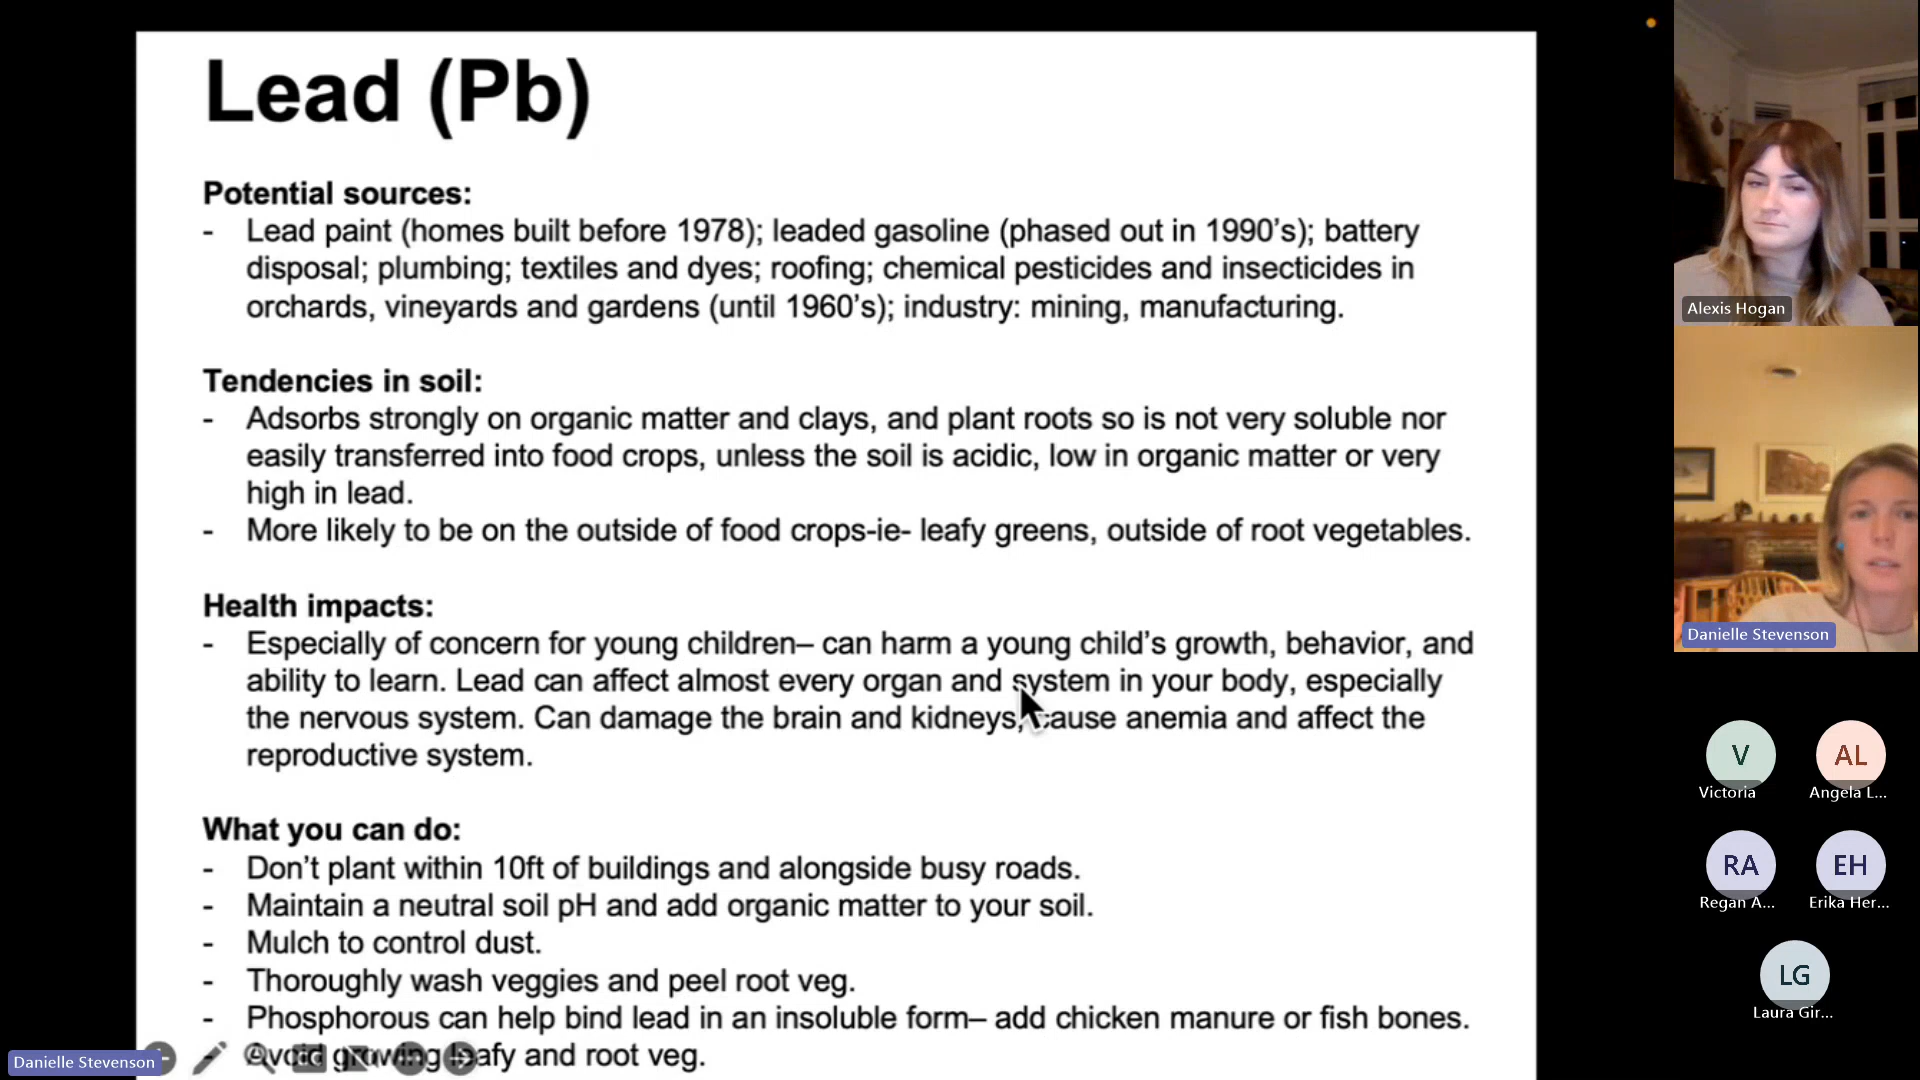 Lead (Pb)
Potential sources:
- Lead paint (homes built before 1978); leaded gasoline (phased out in 1990's); battery
disposal; plumbing; textiles and dyes; roofing; chemical pesticides and insecticides in
orchards, vineyards and gardens (until 1960's); industry: mining, manufacturing.
Tendencies in soil:
- Adsorbs strongly on organic matter and clays, and plant roots so is not very soluble nor
easily transferred into food crops, unless the soil is acidic, low in organic matter or very
high in lead.
- More likely to be on the outside of food crops-ie- leafy greens, outside of root vegetables.
Health impacts:
- Especially of concern for young children– can harm a young child's growth, behavior, and
ability to learn. Lead can affect almost every organ and system in your body, especially
the nervous system. Can damage the brain and kidneys, cause anemia and affect the
reproductive system.
What you can do:
- Don't plant within 10ft of buildings and alongside busy roads.
- Maintain a neutral soil pH and add organic matter to your soil.
- Mulch to control dust.
- Thoroughly wash veggies and peel root veg.
- Phosphorous can help bind lead in an insoluble form– add chicken manure or fish bones.
- Avoid growing leafy and root veg.
Danielle Stevenson
Alexis Hogan
Danielle Stevenson
V
Victoria
AL
Angela L...
RA
Regan A...
EH
Erika Her...
LG
Laura Gir...